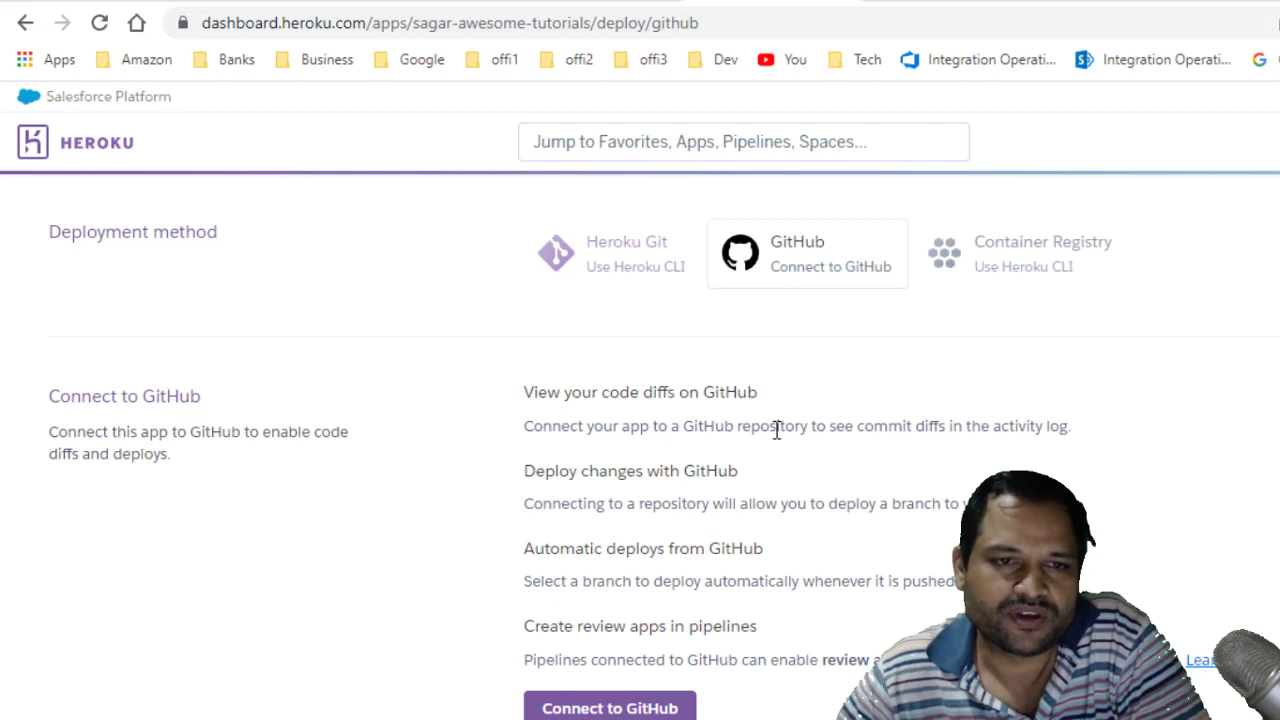 dashboard.heroku.com/apps/sagar-awesome-tutorials/deploy/github
Apps Amazon Banks Business Google offi1 offi2 offi3 Dev You Tech Integration Operati... Integration Operati...
Salesforce Platform
HEROKU
Jump to Favorites, Apps, Pipelines, Spaces...
Deployment method
Heroku Git
Use Heroku CLI
GitHub
Connect to GitHub
Container Registry
Use Heroku CLI
Connect to GitHub
Connect this app to GitHub to enable code
diffs and deploys.
View your code diffs on GitHub
Connect your app to a GitHub repository to see commit diffs in the activity log.
Deploy changes with GitHub
Connecting to a repository will allow you to deploy a branch to
Automatic deploys from GitHub
Select a branch to deploy automatically whenever it is pushed
Create review apps in pipelines
Pipelines connected to GitHub can enable review
Connect to GitHub